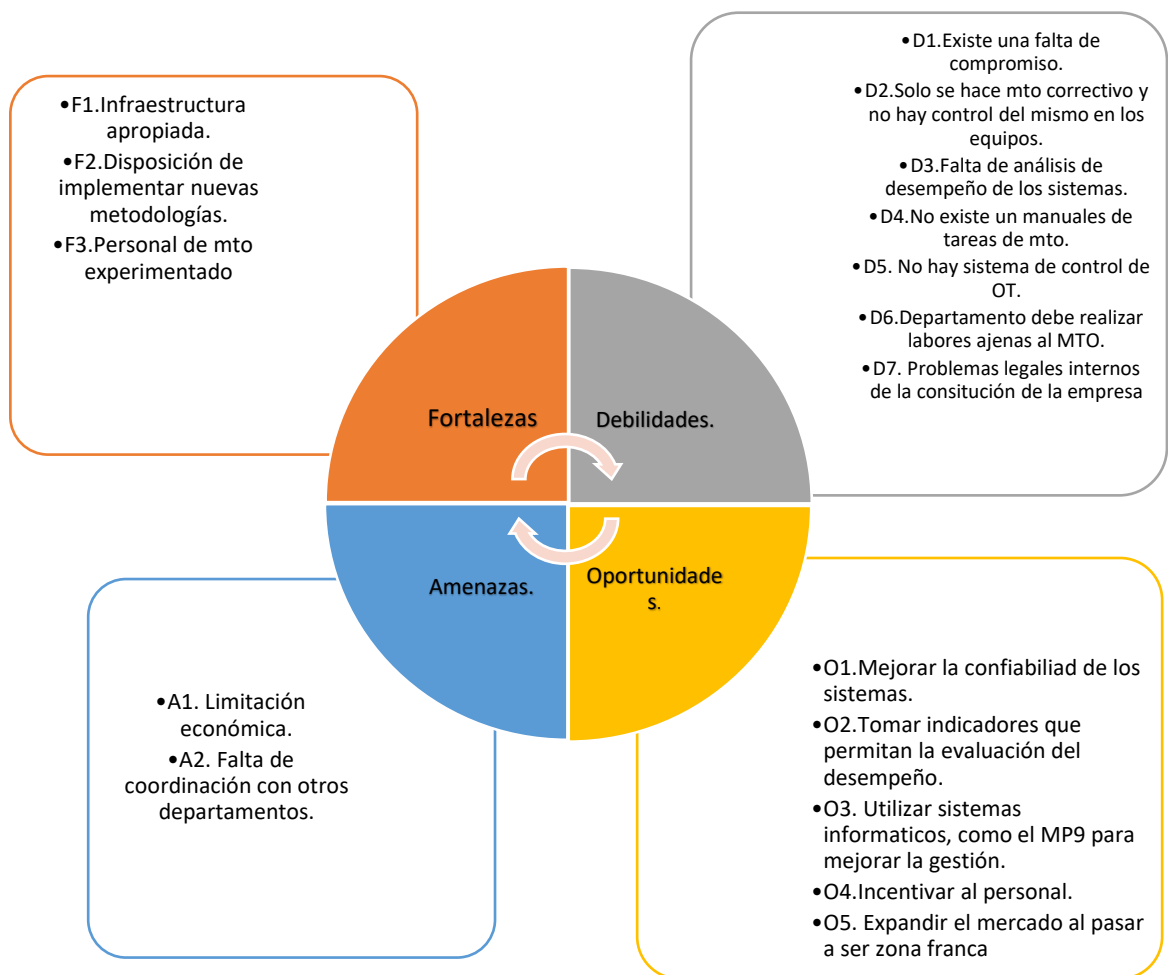 •F1.Infraestructura
apropiada.
•F2.Disposición de
implementar nuevas
metodologías.
•F3.Personal de mto
experimentado
•D1.Existe una falta de
compromiso.
•D2.Solo se hace mto correctivo y
no hay control del mismo en los
equipos.
•D3.Falta de análisis de
desempeño de los sistemas.
•D4.No existe un manuales de
tareas de mto.
•D5. No hay sistema de control de
OT.
•D6.Departamento debe realizar
labores ajenas al MTO.
•D7. Problemas legales internos
de la consitución de la empresa
Fortalezas
Debilidades.
Amenazas.
Oportunidade
s.
•A1. Limitación
económica.
•A2. Falta de
coordinación con otros
departamentos.
•O1.Mejorar la confiabiliad de los
sistemas.
•O2.Tomar indicadores que
permitan la evaluación del
desempeño.
•O3. Utilizar sistemas
informaticos, como el MP9 para
mejorar la gestión.
•O4.Incentivar al personal.
•O5. Expandir el mercado al pasar
a ser zona franca